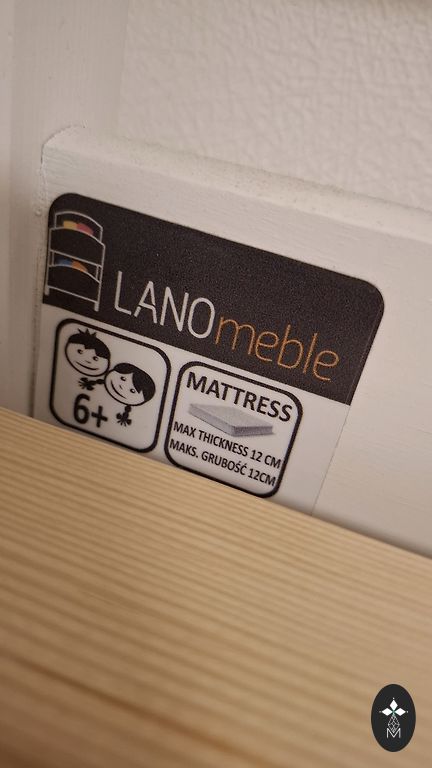 LANOmeble
6+
MATTRESS
MAX THICKNESS 12 CM
MAKS. GRUBOŚĆ 12CM
M